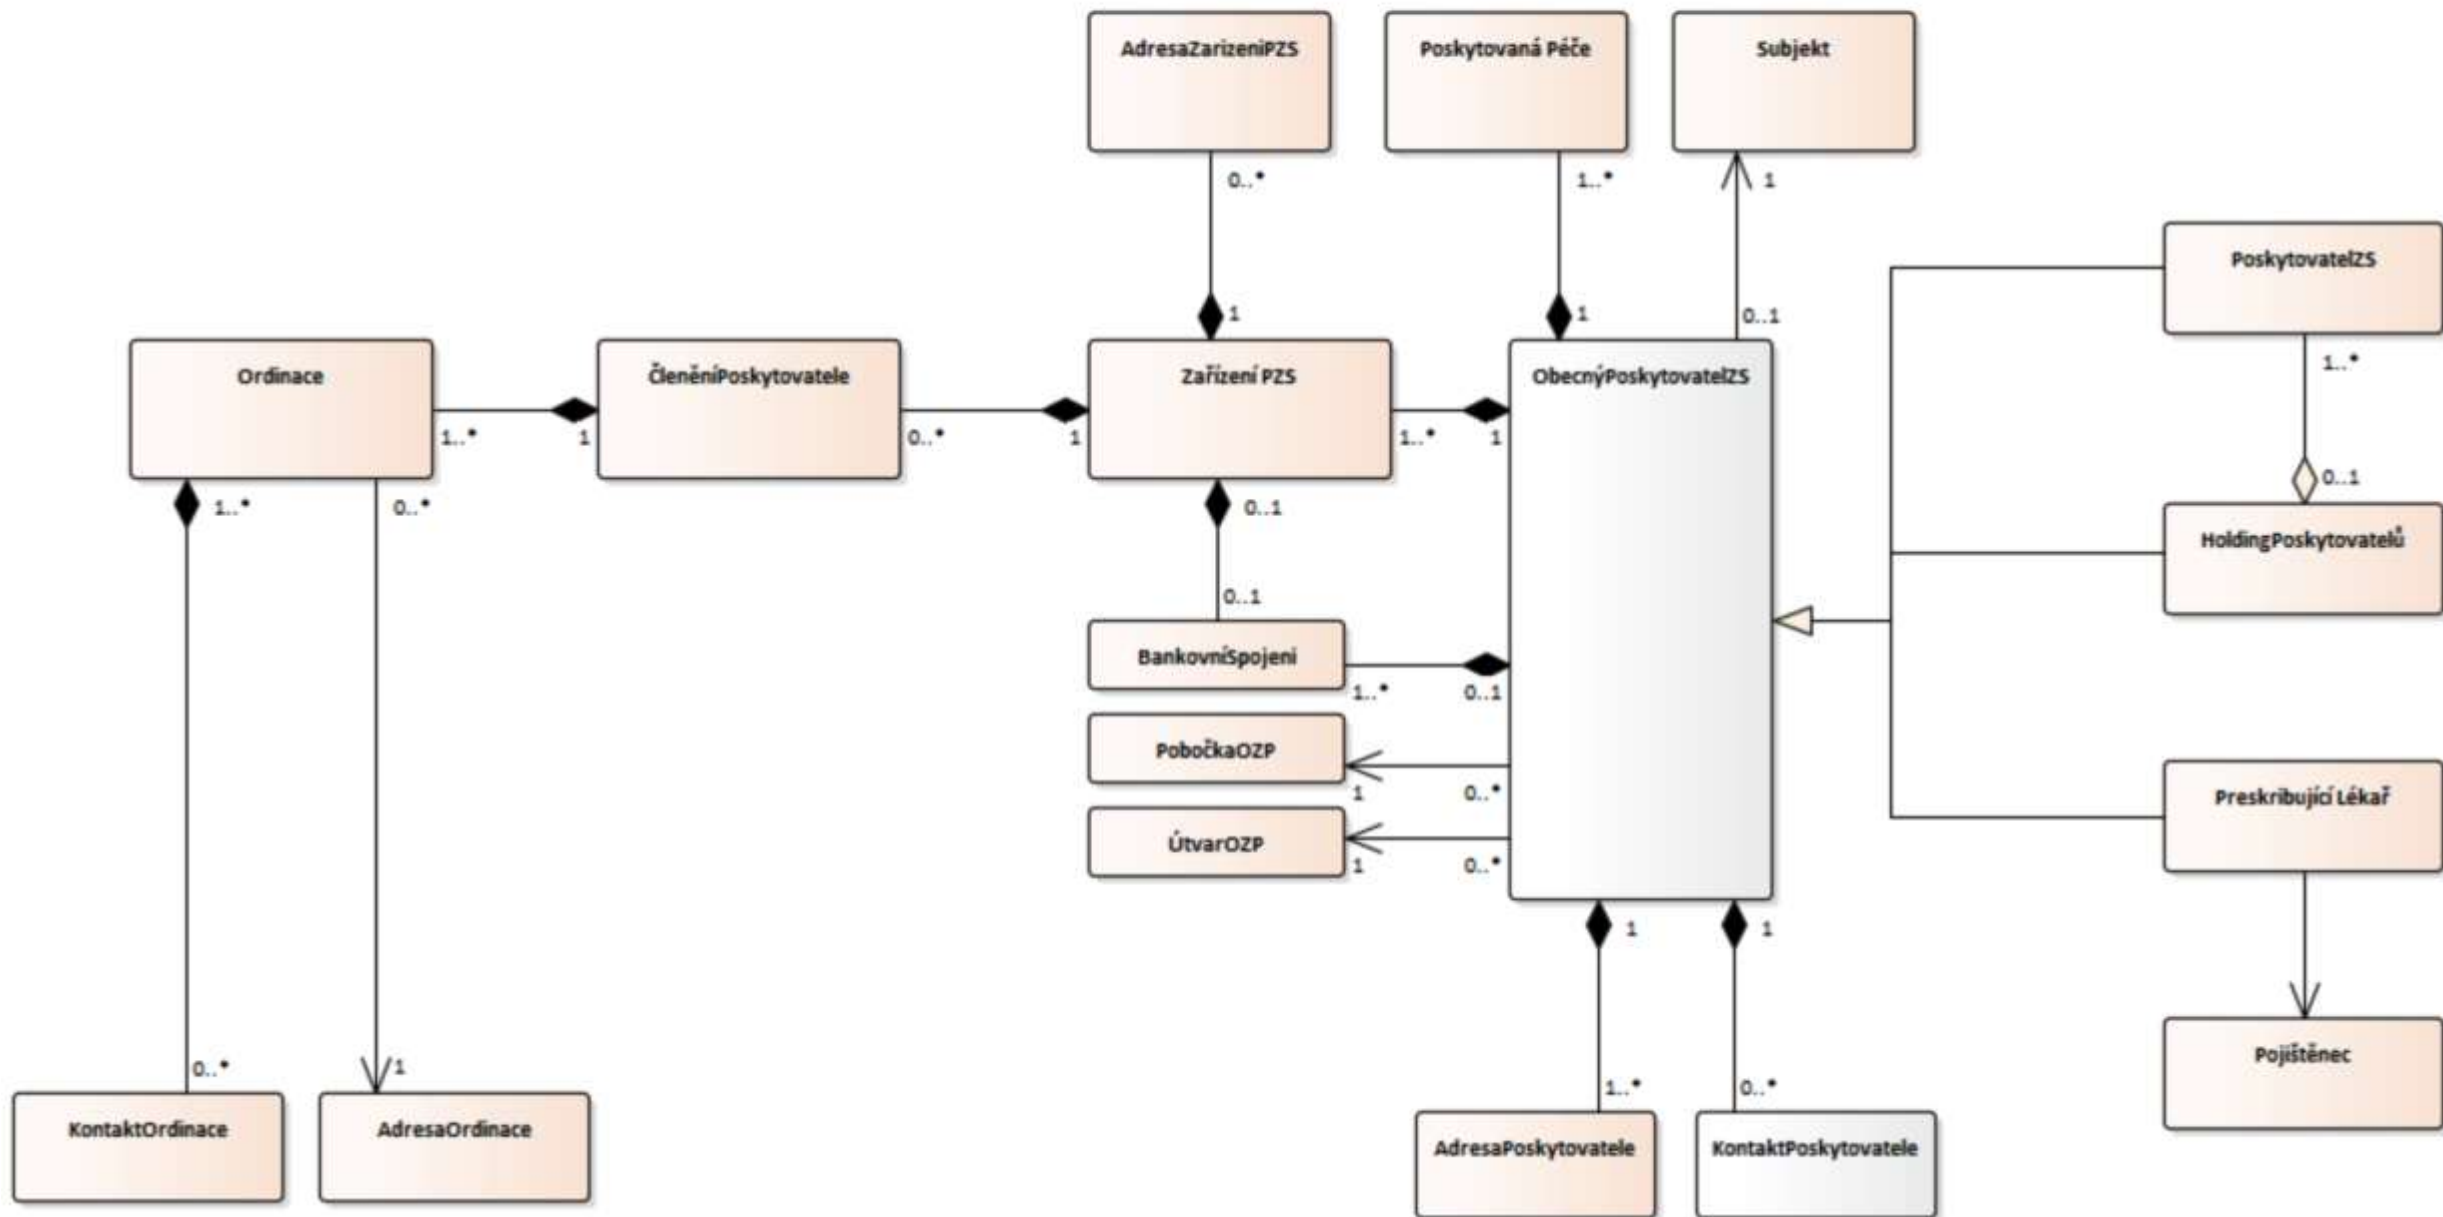 AdresaZarizeniPZS
Poskytovaná Péče
Subjekt
0..*
1..*
1
PoskytovatelZS
1
1
0..1
1..*
Ordinace
ČleněníPoskytovatele
Zařízení PZS
ObecnýPoskytovatelZS
1..*
1
0..*
1
1..*
1
0..1
1..*
0..*
0..1
HoldingPoskytovatelů
0..1
BankovníSpojeni
1..*
0..1
PobočkaOZP
1
0..*
Preskribující Lékař
ÚtvarOZP
1
0..*
1
1
0..*
1
1..*
0..*
Pojištěnec
KontaktOrdinace
AdresaOrdinace
AdresaPoskytovatele
KontaktPoskytovatele